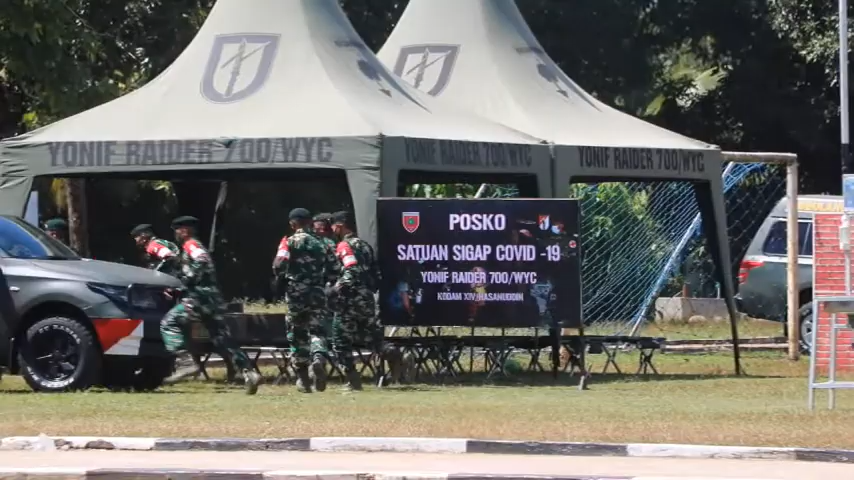 YONIF RAIDER 700/WYC
YONIF RAIDER 700/WYC
YONIF RAIDER 700/WYC
POSKO
SATUAN SIGAP COVID -19
YONIF RAIDER 700/WYC
KODAM XIV/HASANUDDIN